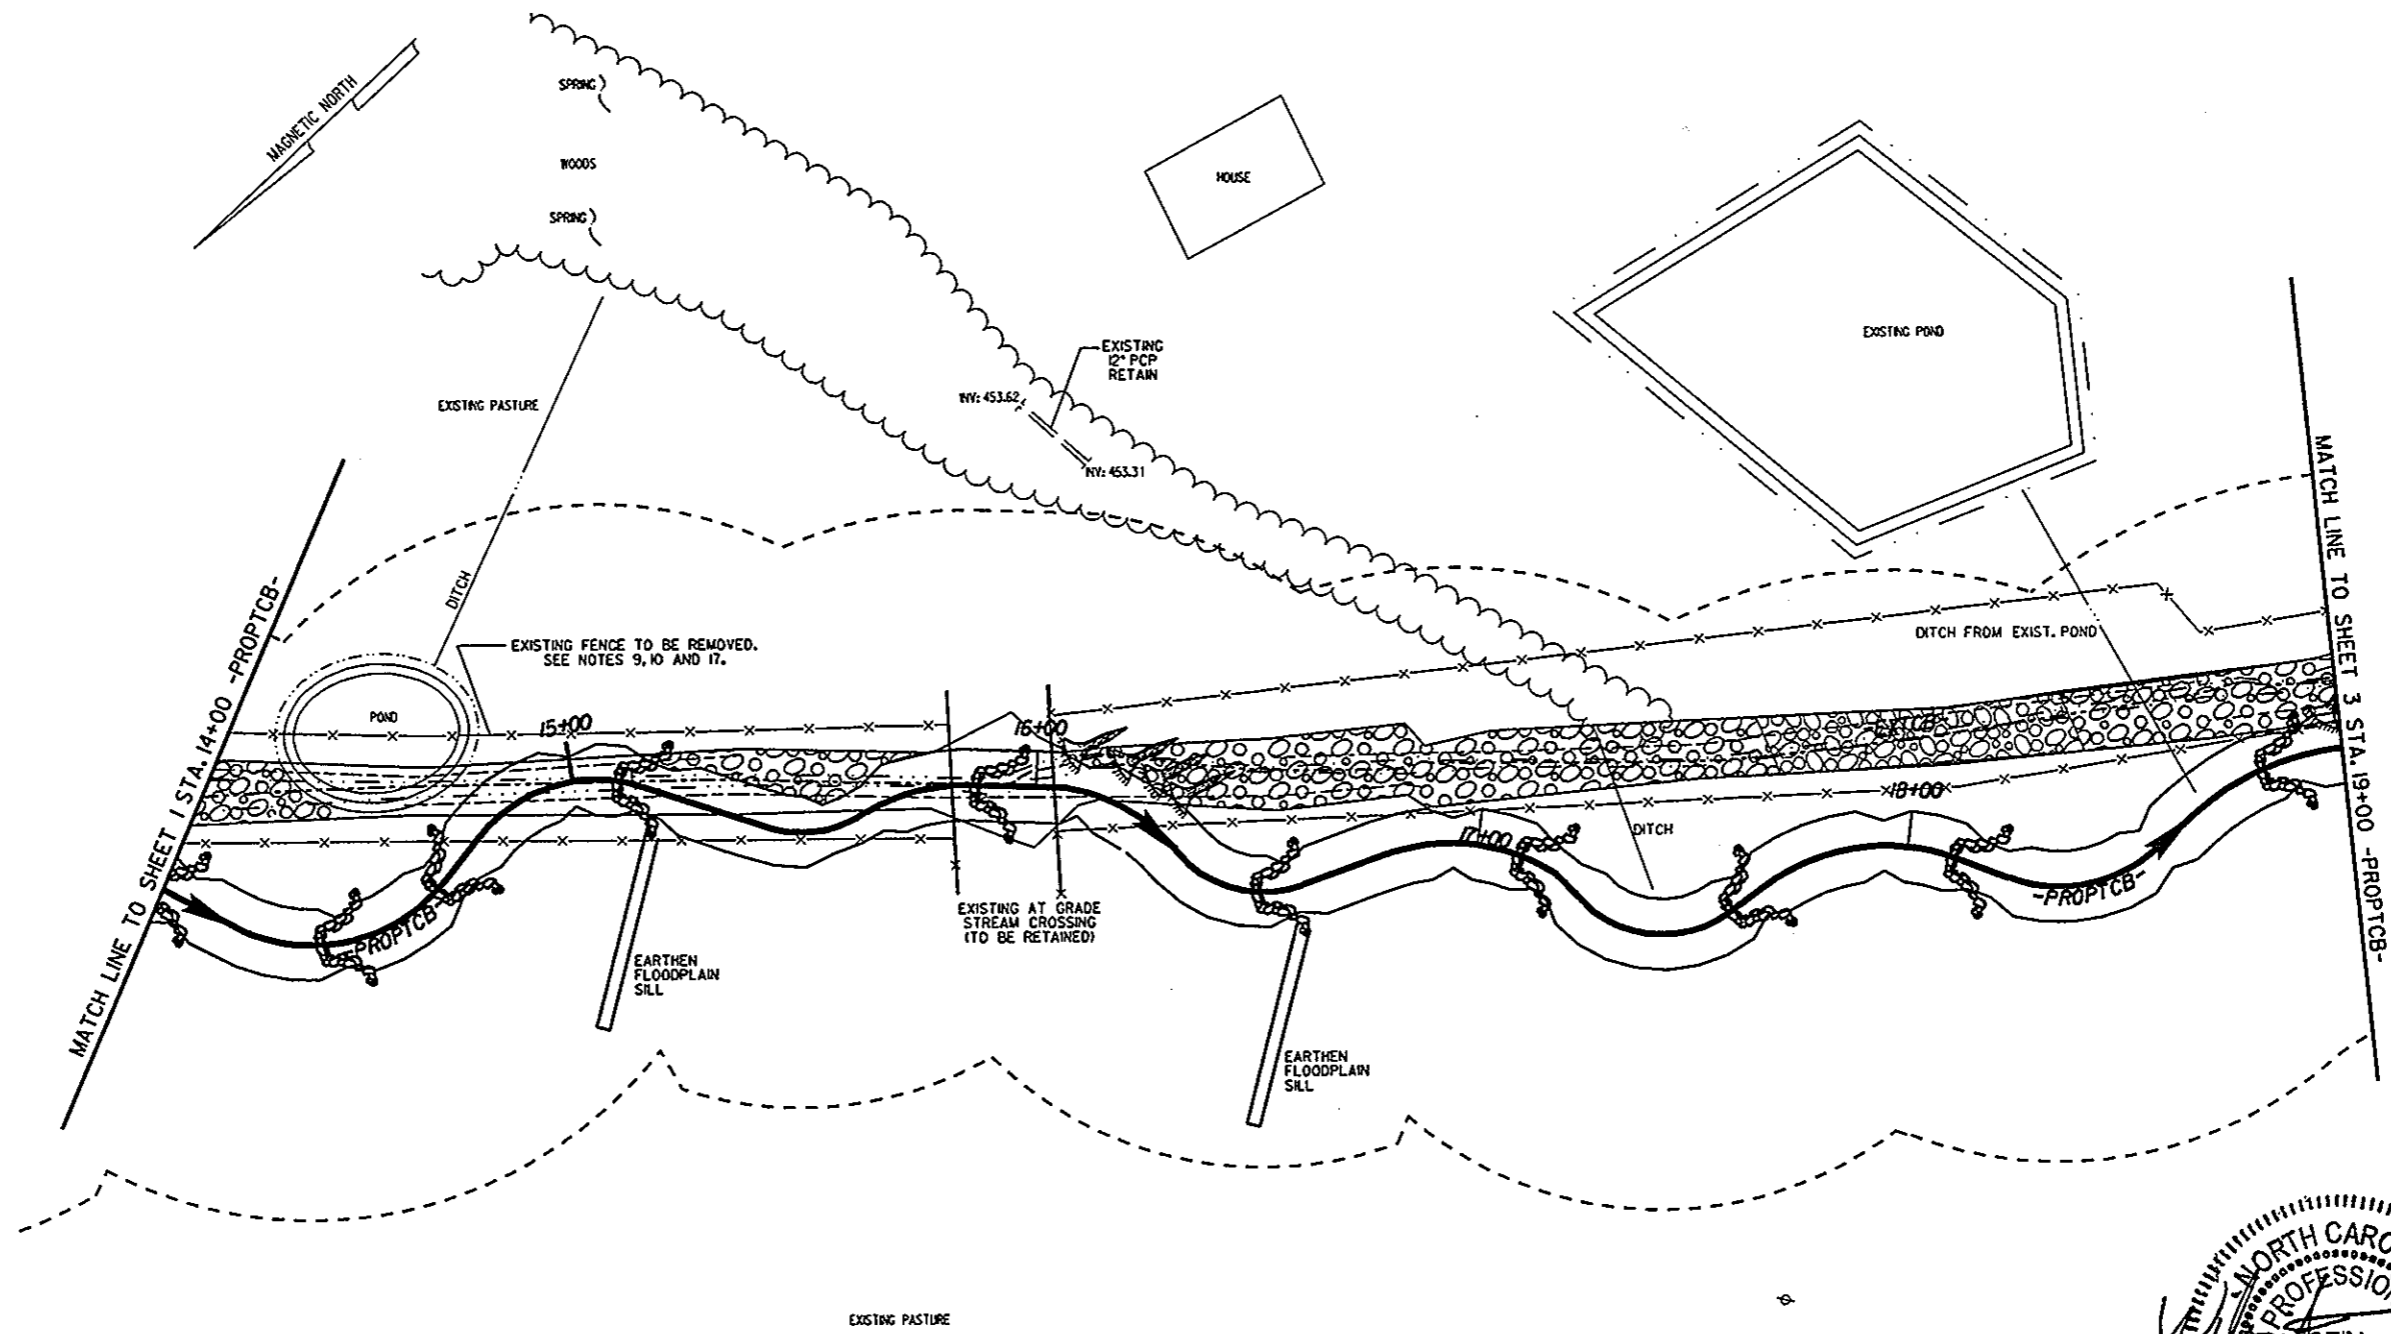 MAGNETIC NORTH
SPRING
WOODS
SPRING
HOUSE
EXISTING POND
EXISTING
12" PCP
RETAIN
INV: 453.62
INV: 453.31
EXISTING PASTURE
DITCH
MATCH LINE TO SHEET 1 STA. 14+00 -PROPTCB-
MATCH LINE TO SHEET 3 STA. 19+00 -PROPTCB-
EXISTING FENCE TO BE REMOVED.
SEE NOTES 9, 10 AND 17.
DITCH FROM EXIST. POND
POND
15+00
16+00
17+00
18+00
DITCH
-PROPTCB-
-PROPTCB-
EXISTING AT GRADE
STREAM CROSSING
(TO BE RETAINED)
EARTHEN
FLOODPLAIN
SILL
EARTHEN
FLOODPLAIN
SILL
EXISTING PASTURE
NORTH CARO
PROFESSIO